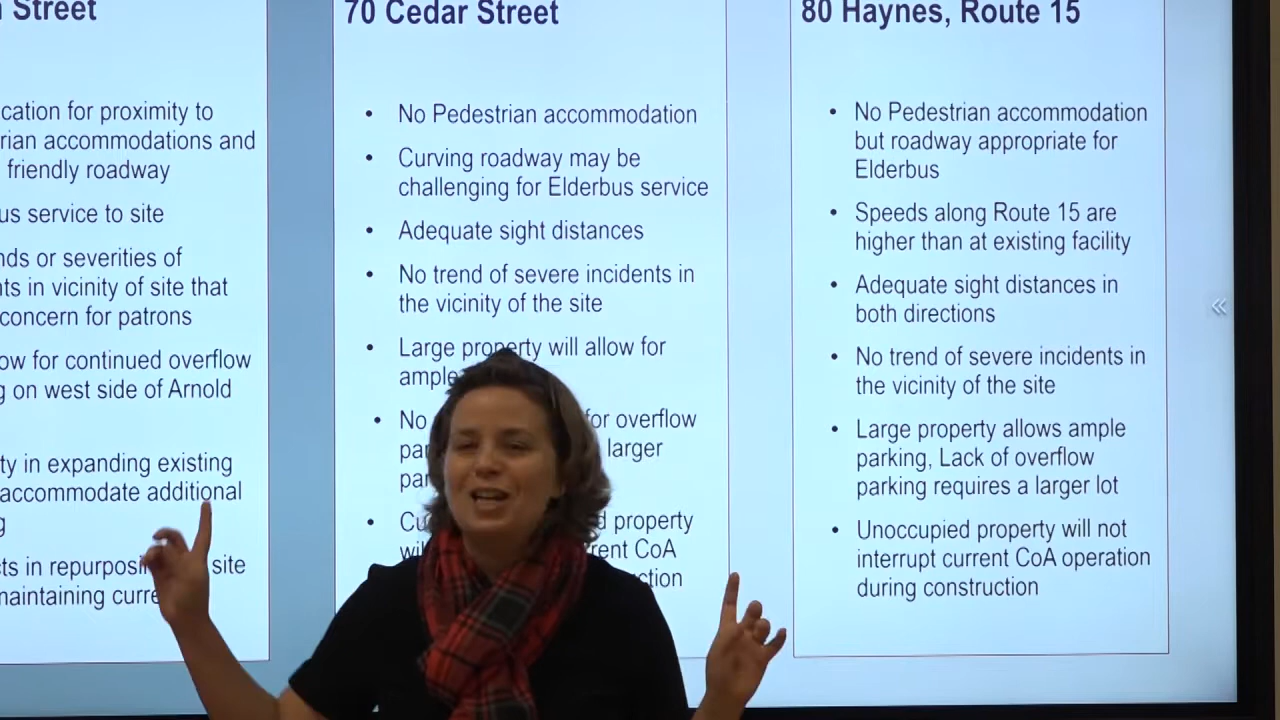 Street
cation for proximity to
rian accommodations and
friendly roadway
us service to site
nds or severities of
ts in vicinity of site that
concern for patrons
ow for continued overflow
g on west side of Arnold
ty in expanding existing
accommodate additional
g
ts in repurposi site
maintaining curre
70 Cedar Street
• No Pedestrian accommodation
• Curving roadway may be
challenging for Elderbus service
• Adequate sight distances
• No trend of severe incidents in
the vicinity of the site
• Large property will allow for
ample
• No for overflow
par larger
par
• Cu d property
will rent CoA
ction
80 Haynes, Route 15
• No Pedestrian accommodation
but roadway appropriate for
Elderbus
• Speeds along Route 15 are
higher than at existing facility
• Adequate sight distances in
both directions
• No trend of severe incidents in
the vicinity of the site
• Large property allows ample
parking, Lack of overflow
parking requires a larger lot
• Unoccupied property will not
interrupt current CoA operation
during construction